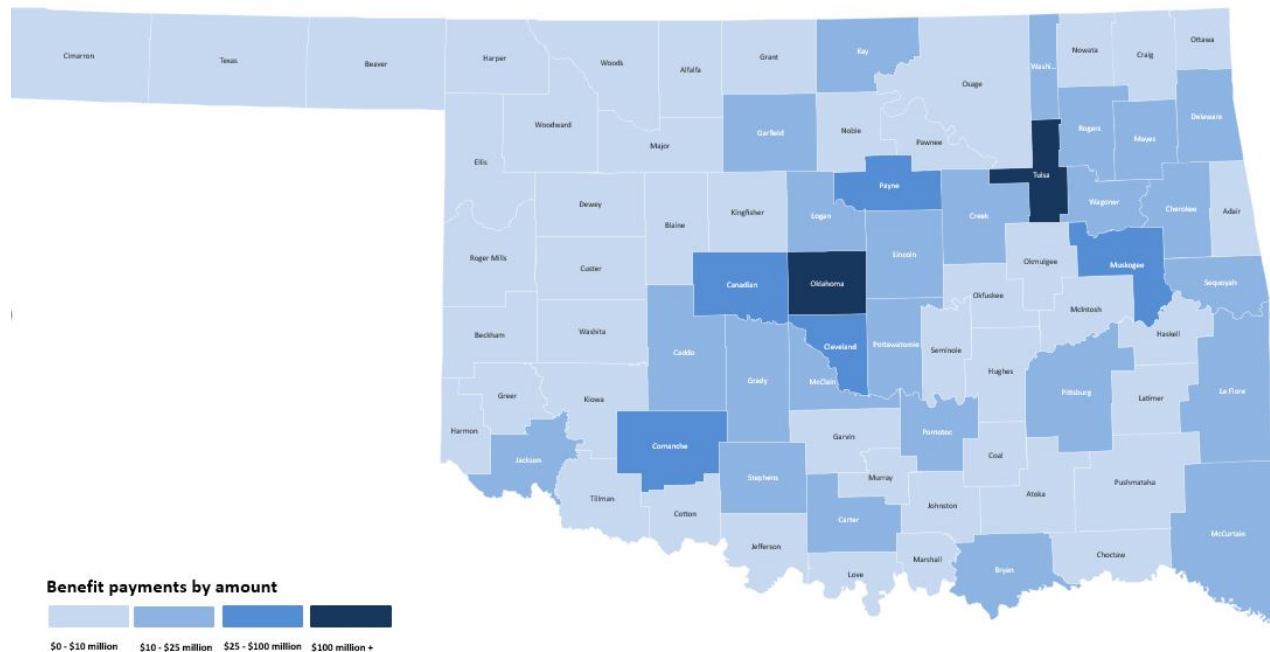 Cimarron
Texas
Beaver
Harper
Woods
Alfalfa
Grant
Kay
Osage
Washi...
Nowata
Craig
Ottawa
Woodward
Major
Garfield
Noble
Pawnee
Rogers
Mayes
Delaware
Ellis
Dewey
Blaine
Kingfisher
Logan
Payne
Creek
Tulsa
Wagoner
Cherokee
Adair
Roger Mills
Custer
Canadian
Oklahoma
Lincoln
Okmulgee
Muskogee
Sequoyah
Okfuskee
McIntosh
Beckham
Washita
Caddo
Grady
McClain
Cleveland
Pottawatomie
Seminole
Hughes
Haskell
Pittsburg
Latimer
Le Flore
Greer
Kiowa
Harmon
Jackson
Comanche
Stephens
Garvin
Pontotoc
Coal
Murray
Johnston
Atoka
Pushmataha
Tillman
Cotton
Jefferson
Carter
Love
Marshall
Bryan
Choctaw
McCurtain
Benefit payments by amount
$0 - $10 million
$10 - $25 million
$25 - $100 million
$100 million +